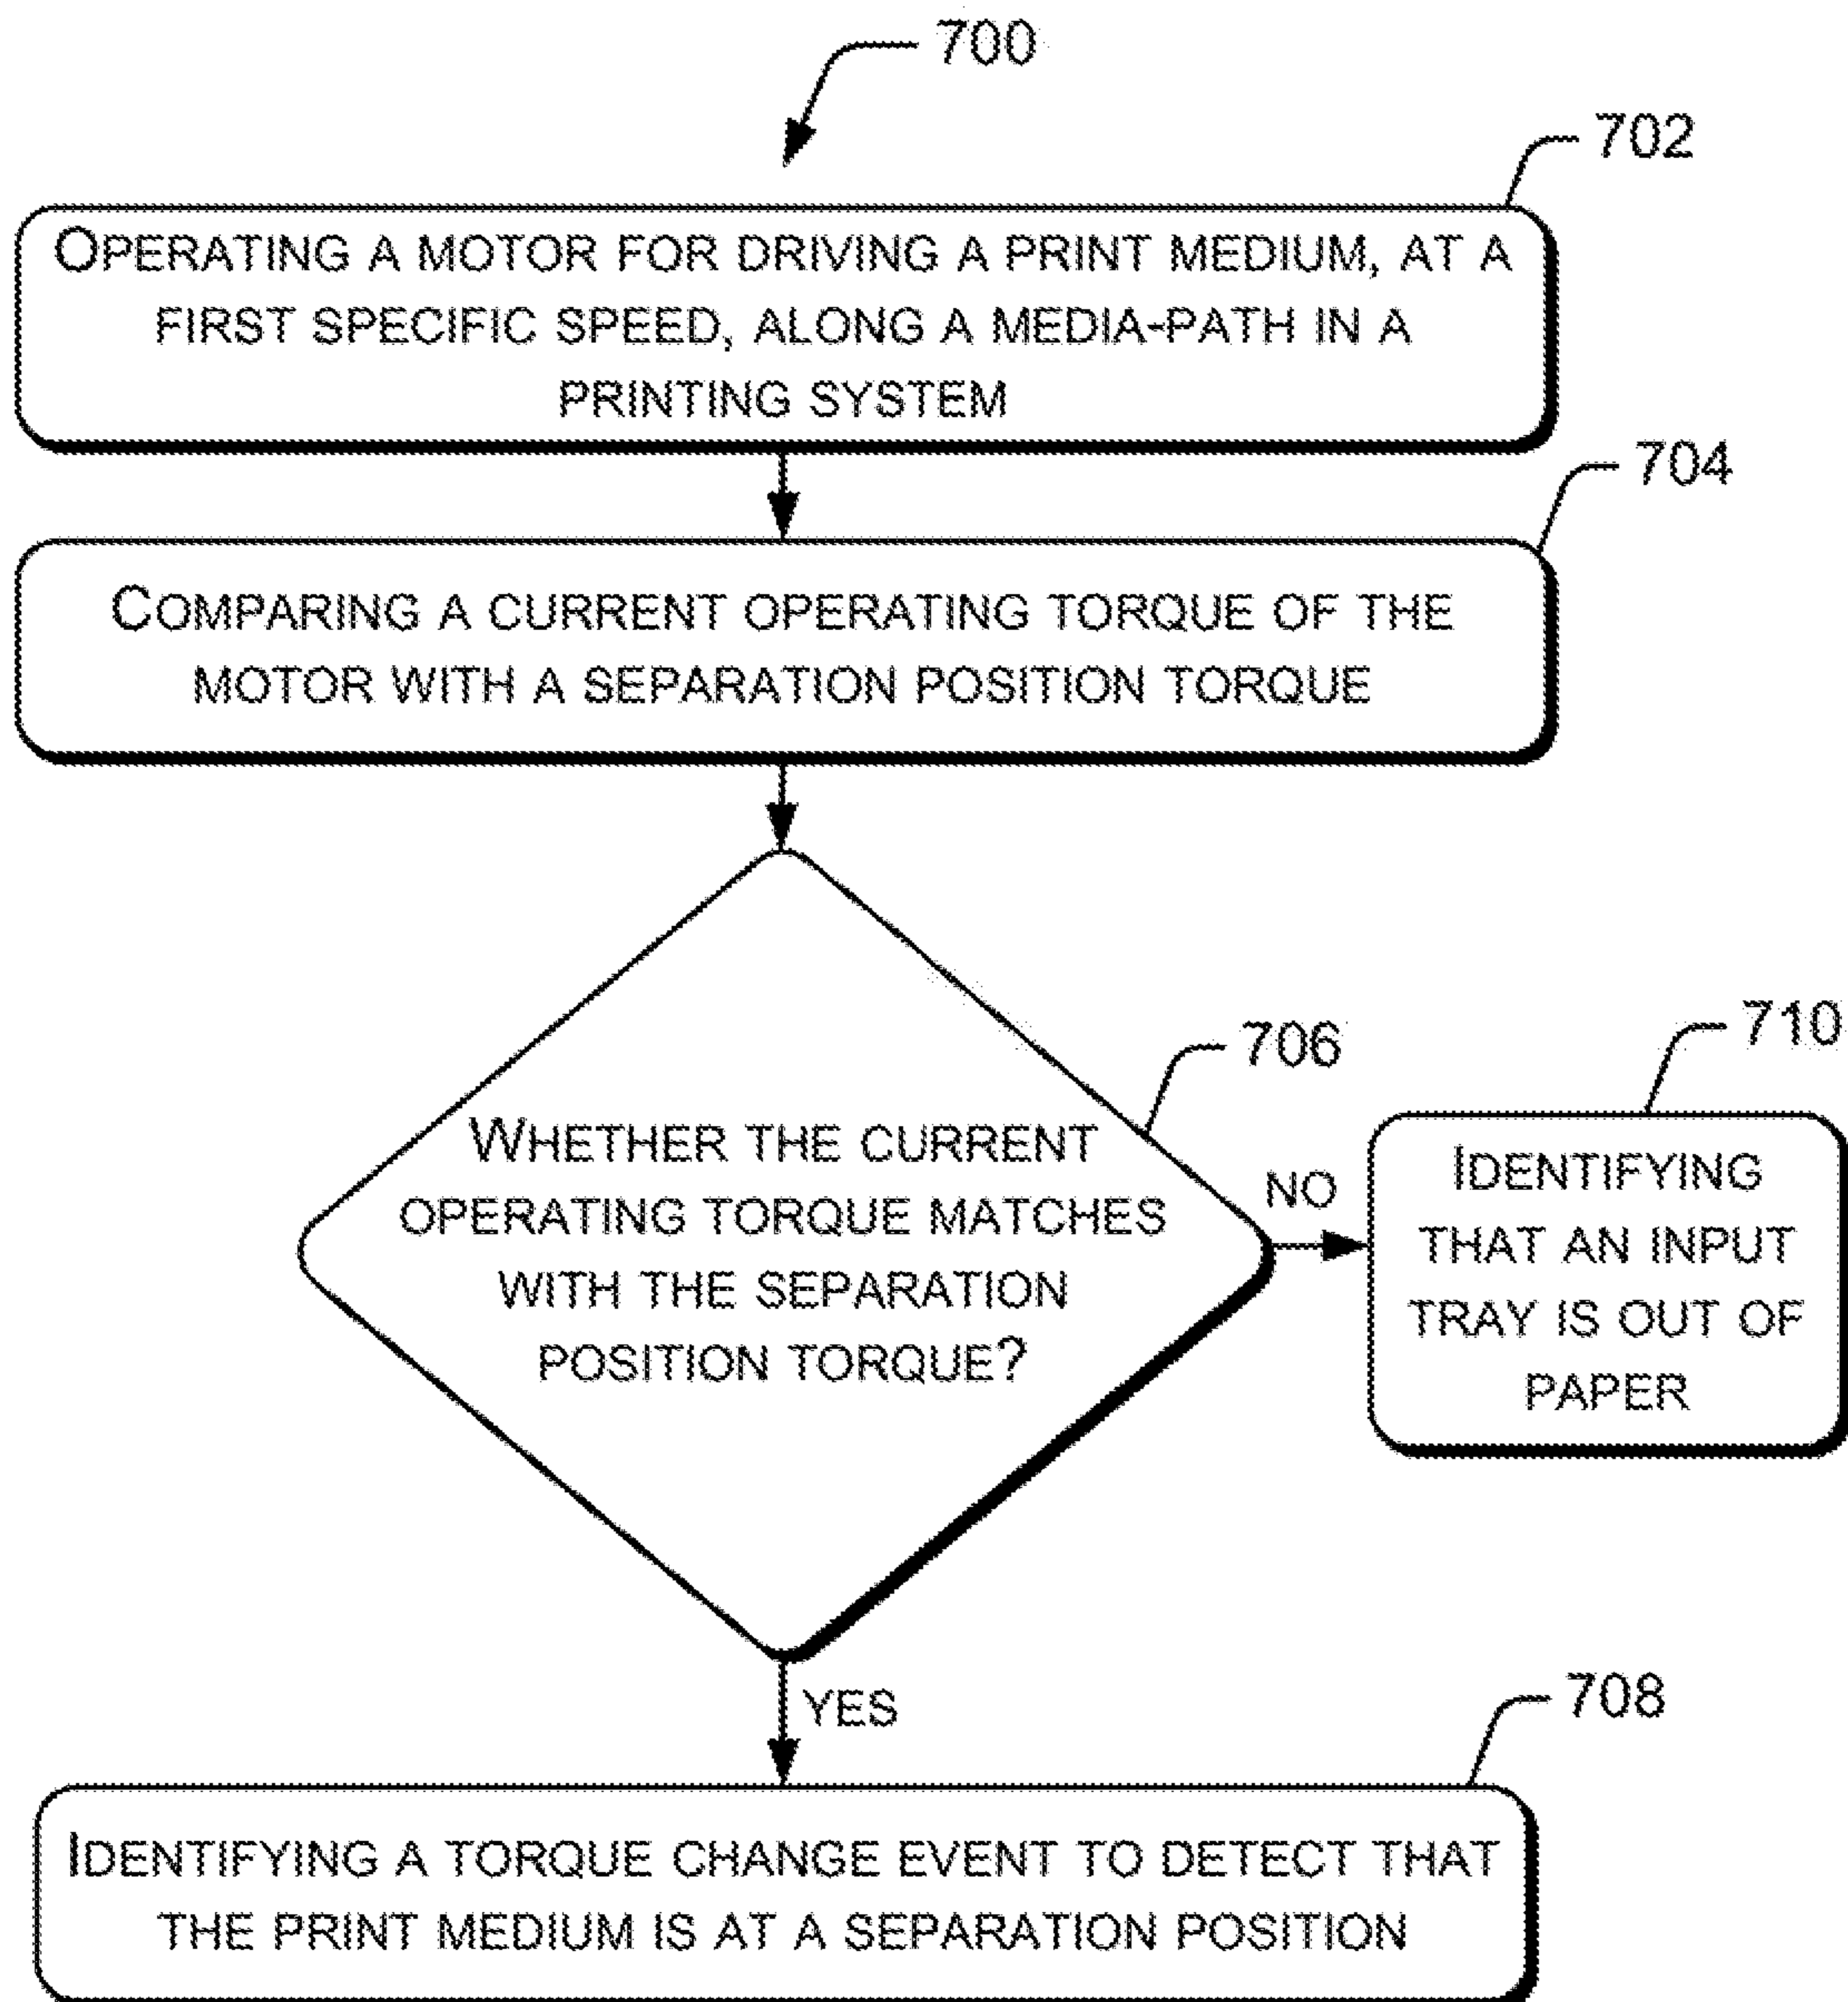 700
702
OPERATING A MOTOR FOR DRIVING A PRINT MEDIUM, AT A
FIRST SPECIFIC SPEED, ALONG A MEDIA-PATH IN A
PRINTING SYSTEM
704
COMPARING A CURRENT OPERATING TORQUE OF THE
MOTOR WITH A SEPARATION POSITION TORQUE
706
WHETHER THE CURRENT
OPERATING TORQUE MATCHES
WITH THE SEPARATION
POSITION TORQUE?
NO
710
IDENTIFYING
THAT AN INPUT
TRAY IS OUT OF
PAPER
YES
708
IDENTIFYING A TORQUE CHANGE EVENT TO DETECT THAT
THE PRINT MEDIUM IS AT A SEPARATION POSITION